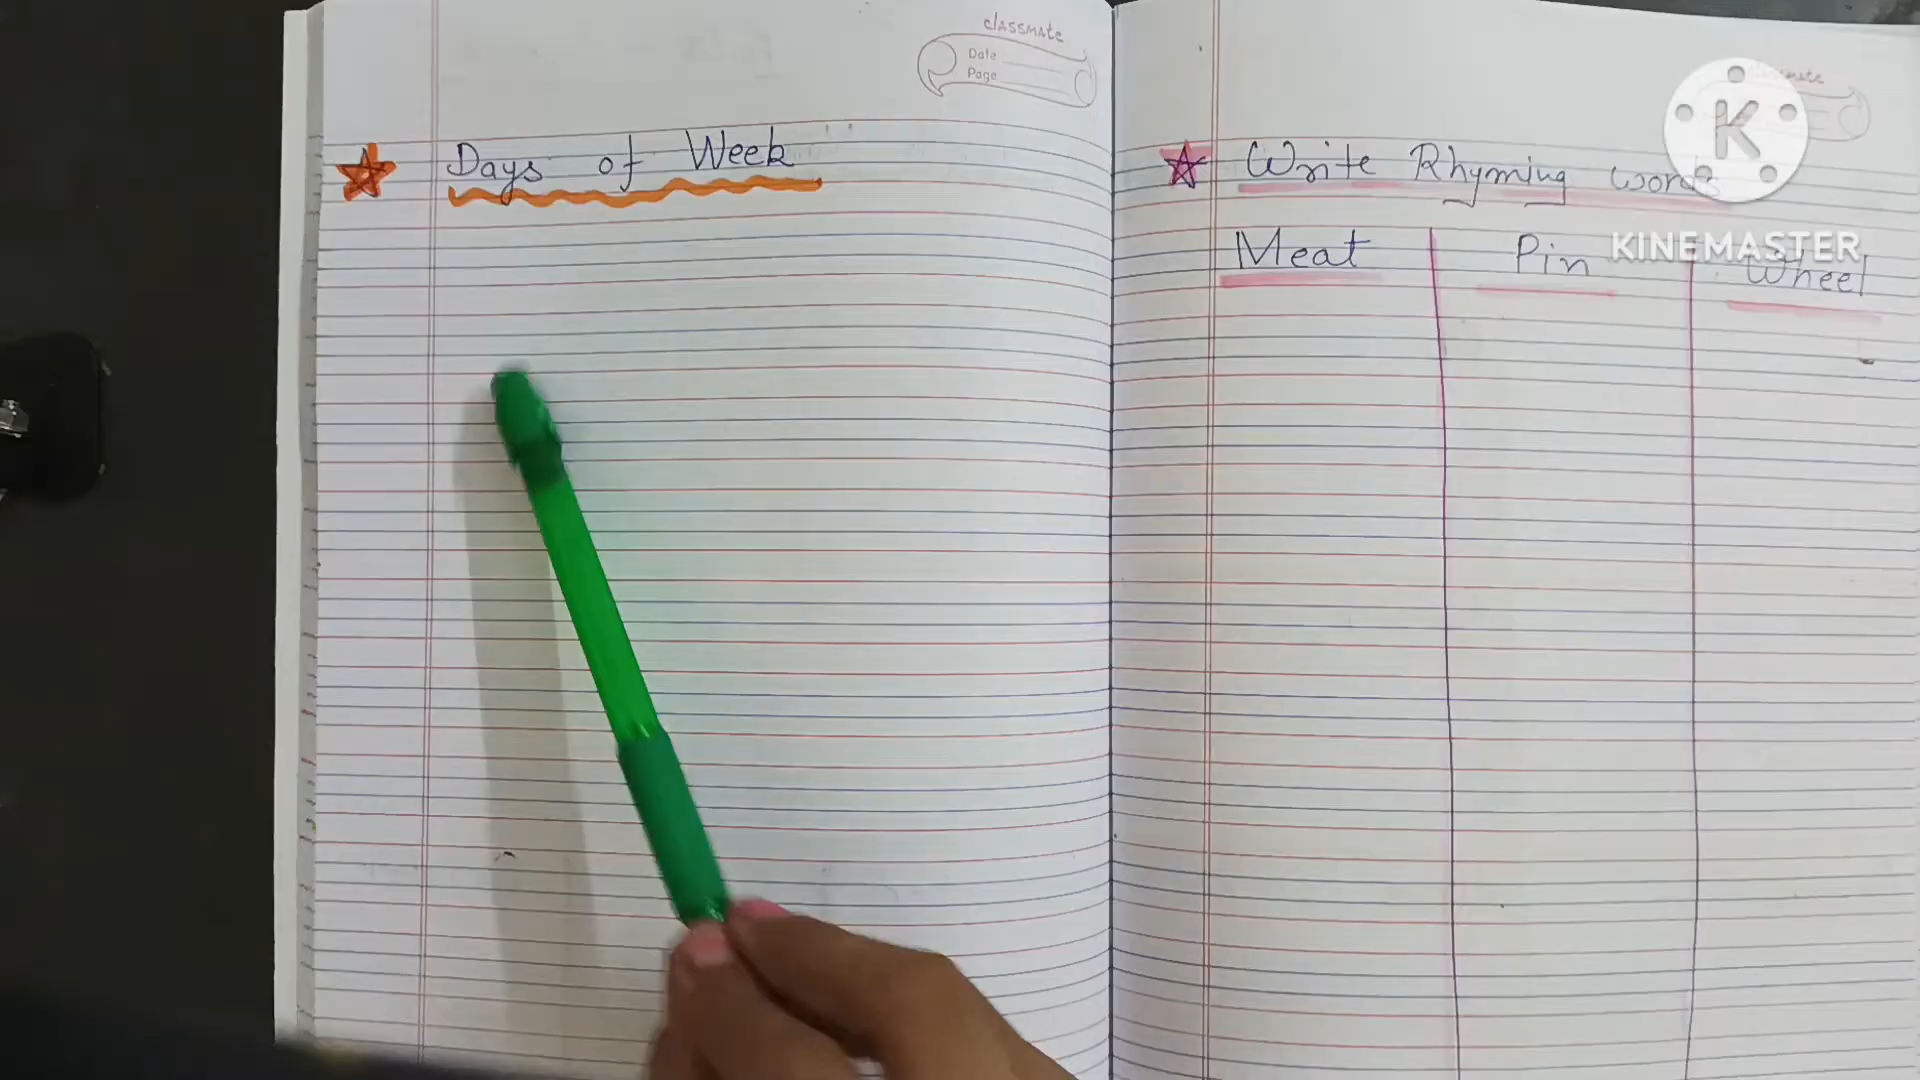 classmate
Date
Page
Days of Week
Write Rhyming words
Meat Pin Wheel
K
KINEMASTER